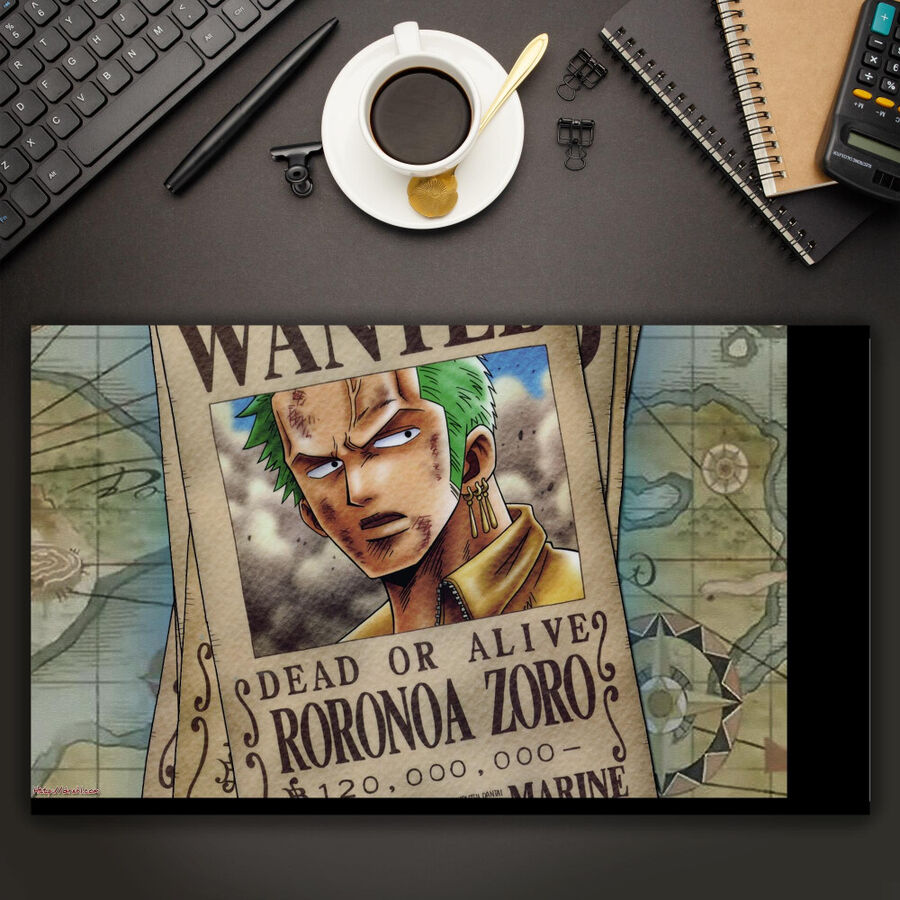 WANTED
DEAD OR ALIVE
RORONOA ZORO
120,000,000–
MARINE